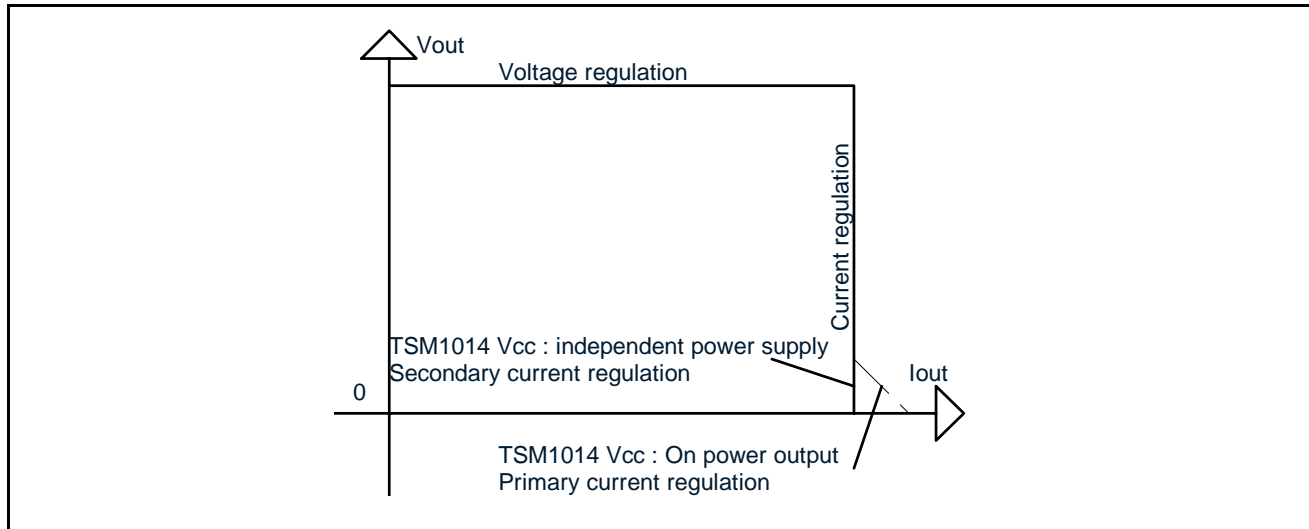 Vout
Voltage regulation
Current regulation
TSM1014 Vcc : independent power supply
Secondary current regulation
Iout
0
TSM1014 Vcc : On power output
Primary current regulation